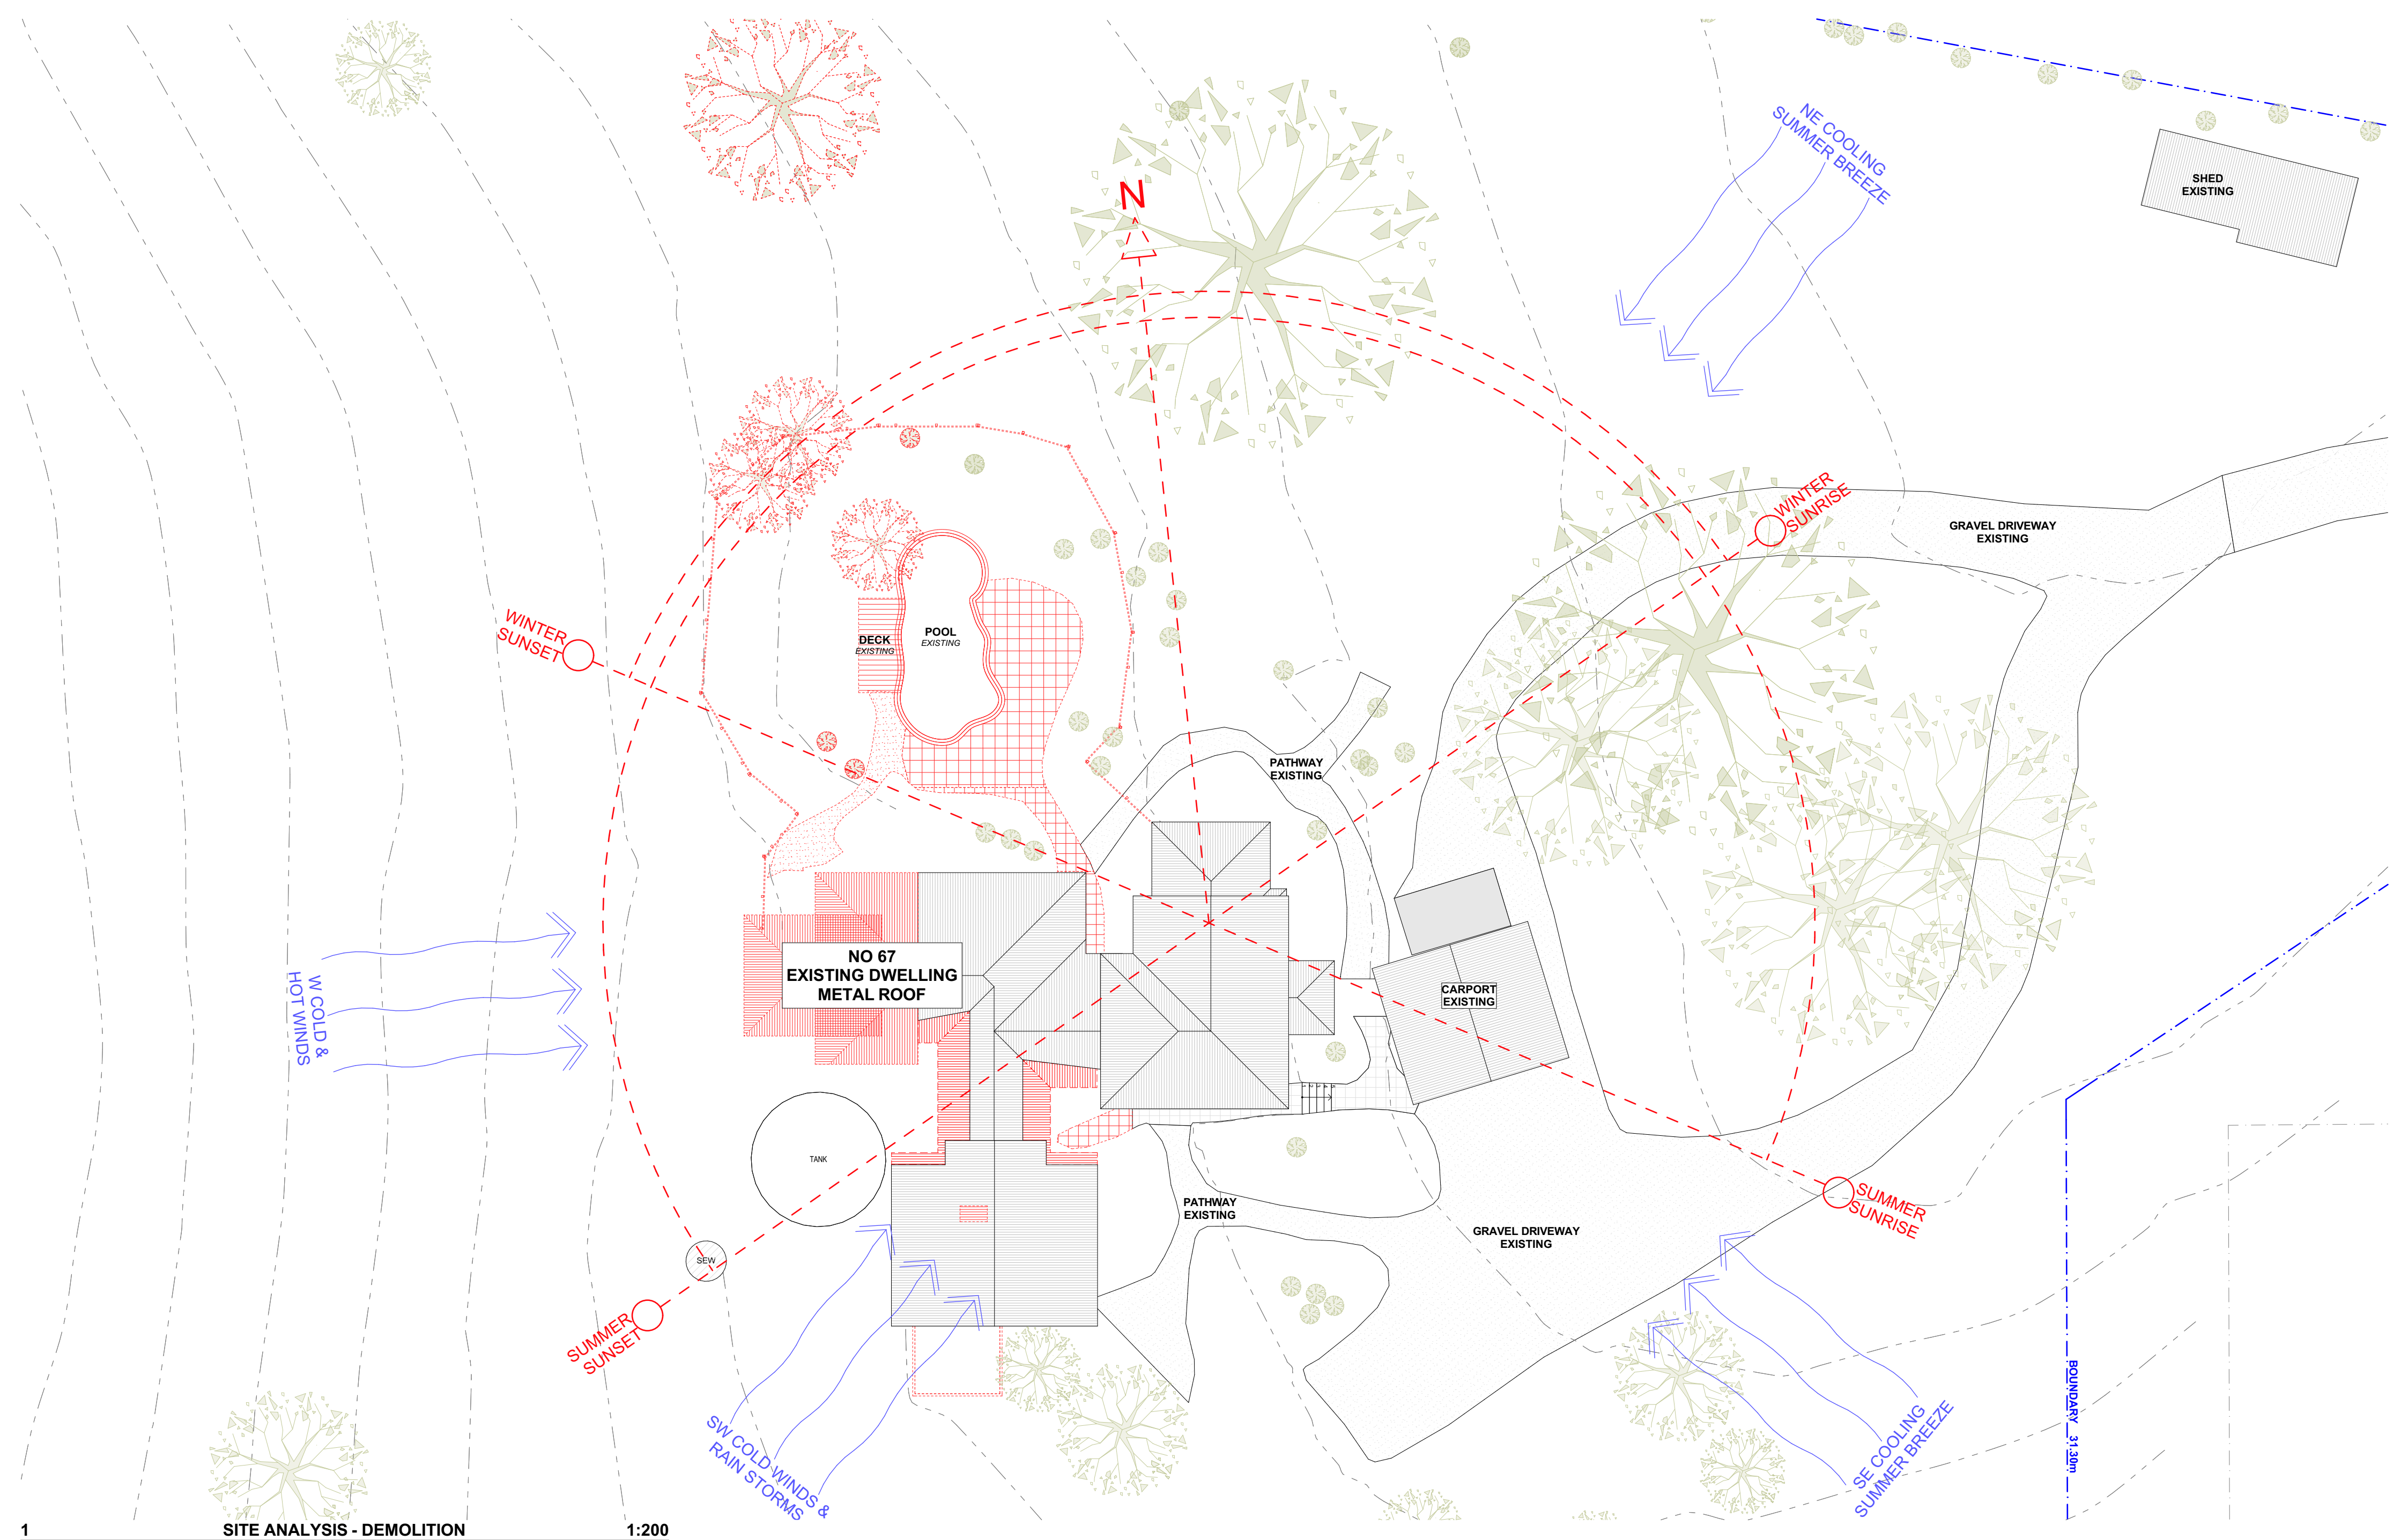 NE COOLING
SUMMER BREEZE
SHED
EXISTING
N
WINTER
SUNRISE
GRAVEL DRIVEWAY
EXISTING
WINTER
SUNSET
DECK
EXISTING
POOL
EXISTING
PATHWAY
EXISTING
NO 67
EXISTING DWELLING
METAL ROOF
CARPORT
EXISTING
W COLD &
HOT WINDS
TANK
PATHWAY
EXISTING
SUMMER
SUNRISE
GRAVEL DRIVEWAY
EXISTING
SEW
SUMMER
SUNSET
SW COLD WINDS &
RAIN STORMS
SE COOLING
SUMMER BREEZE
BOUNDARY 31.30m
1 SITE ANALYSIS - DEMOLITION 1:200